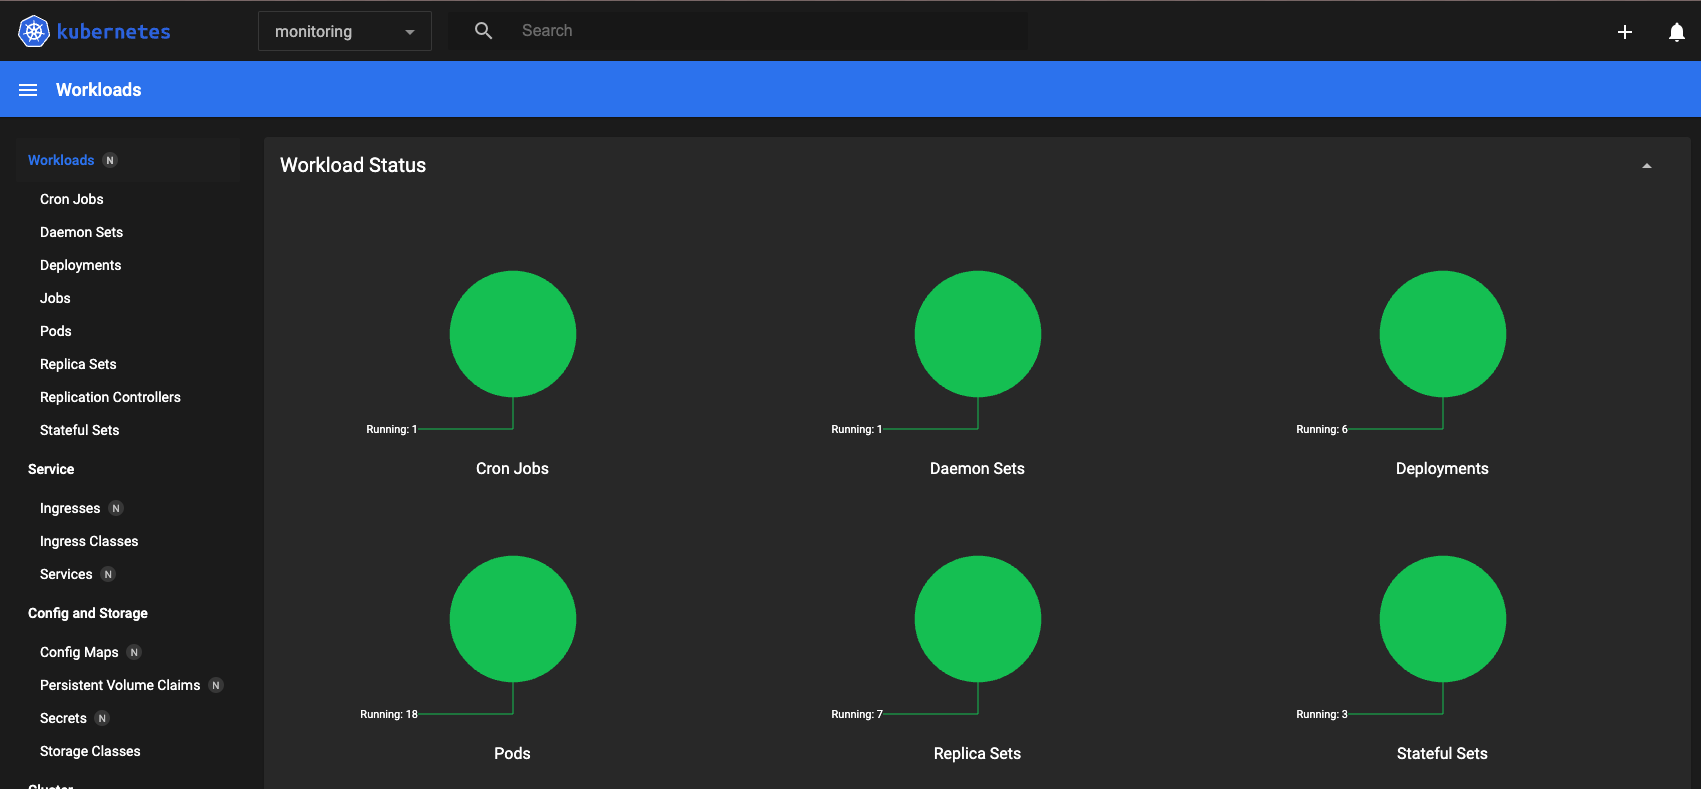 kubernetes
monitoring
Search
Workloads
Workloads N
Cron Jobs
Daemon Sets
Deployments
Jobs
Pods
Replica Sets
Replication Controllers
Stateful Sets
Service
Ingresses N
Ingress Classes
Services N
Config and Storage
Config Maps N
Persistent Volume Claims N
Secrets N
Storage Classes
Cluster
Workload Status
Running: 1
Cron Jobs
Running: 1
Daemon Sets
Running: 6
Deployments
Running: 18
Pods
Running: 7
Replica Sets
Running: 3
Stateful Sets